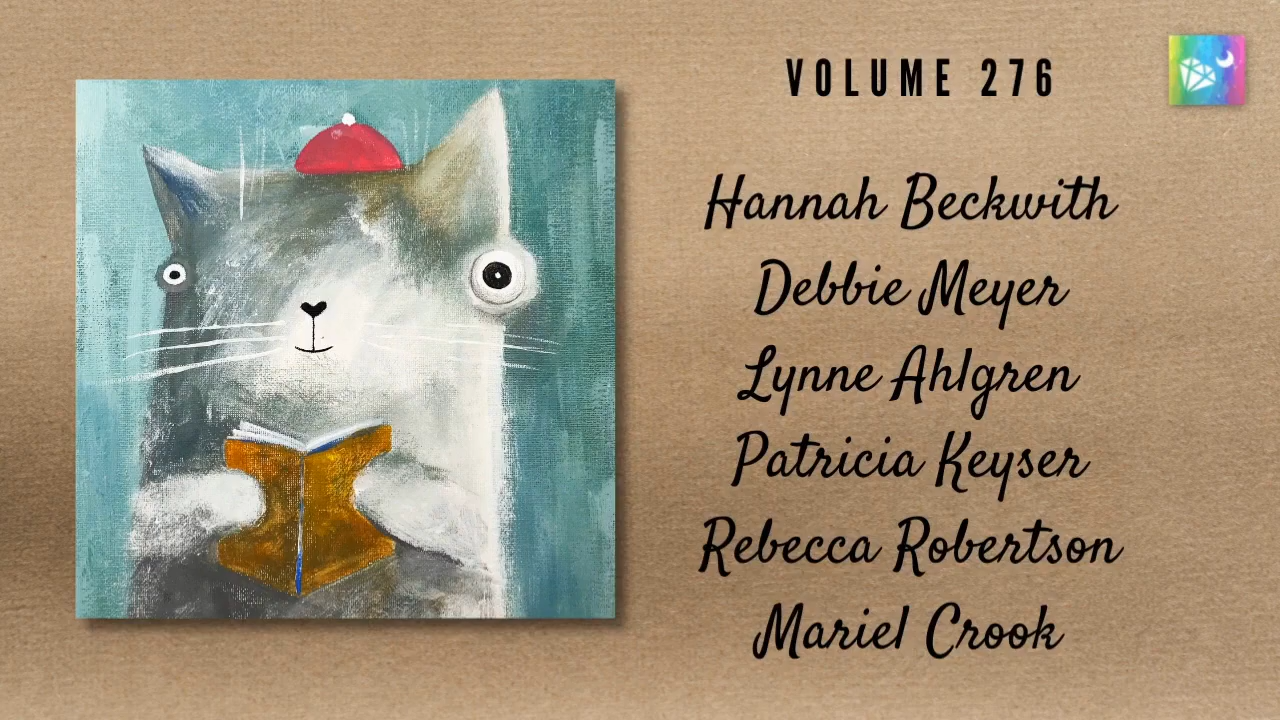 VOLUME 276
Hannah Beckwith
Debbie Meyer
Lynne Ahlgren
Patricia Keyser
Rebecca Robertson
Mariel Crook